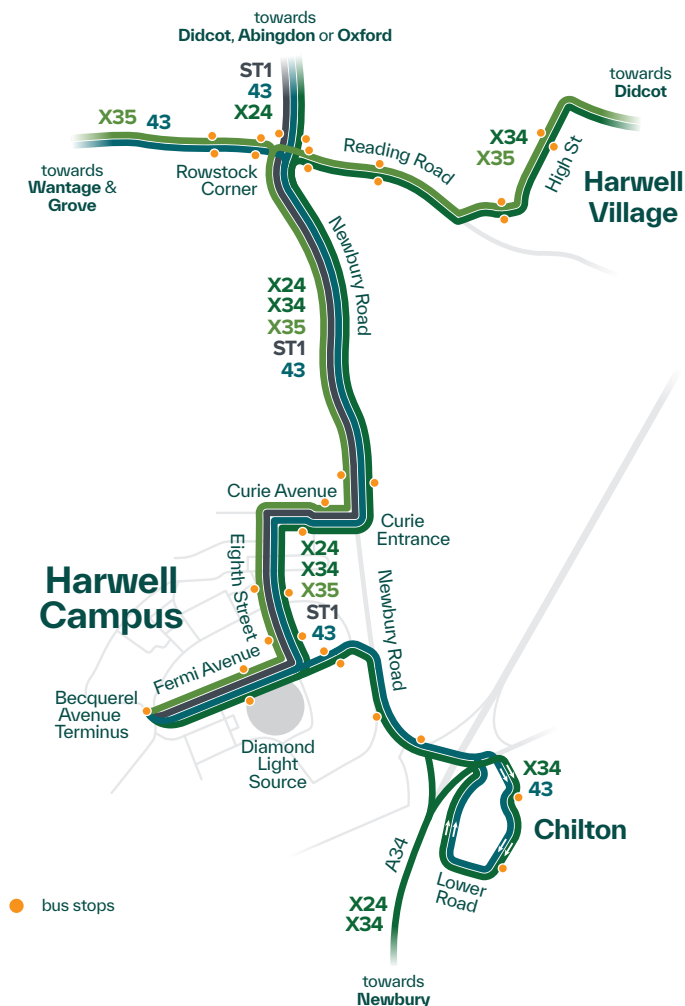 towards
Didcot, Abingdon or Oxford
ST1
43
X24
towards
Didcot
X35 43
X34
X35
High St
Harwell
Village
Reading Road
Rowstock
Corner
towards
Wantage &
Grove
Newbury Road
X24
X34
X35
ST1
43
Curie Avenue
Curie
Entrance
X24
X34
X35
ST1
43
Harwell
Campus
Eighth Street
Newbury Road
Fermi Avenue
Becquerel
Avenue
Terminus
Diamond
Light
Source
X34
43
Chilton
A34
Lower
Road
bus stops
X24
X34
towards
Newbury